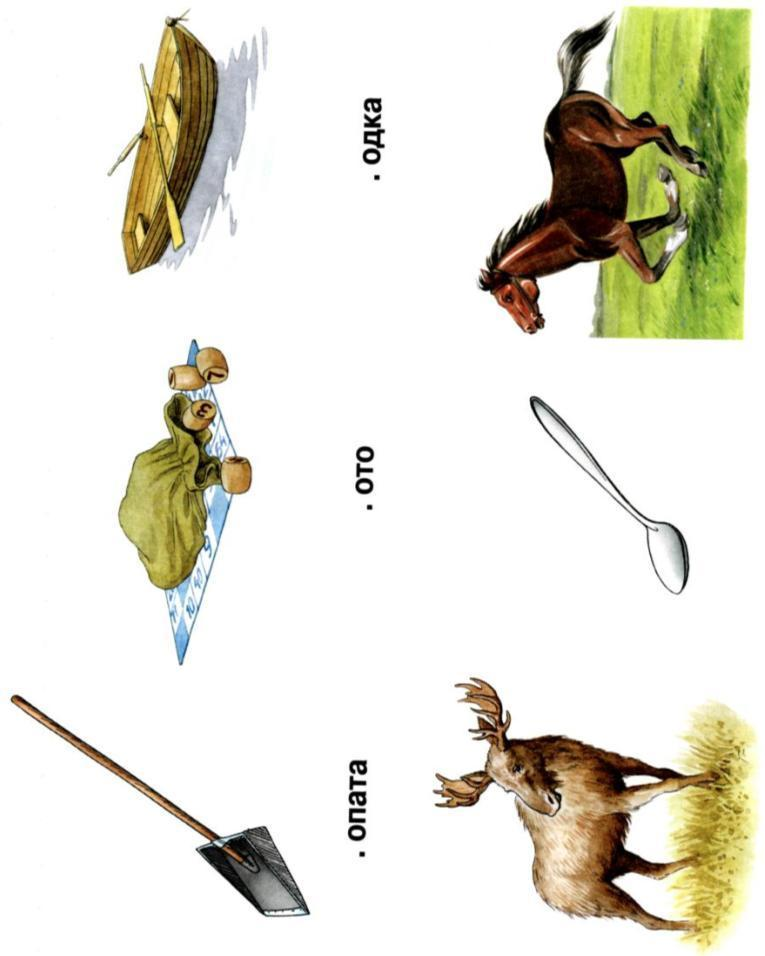 . опата
. ото
. одка